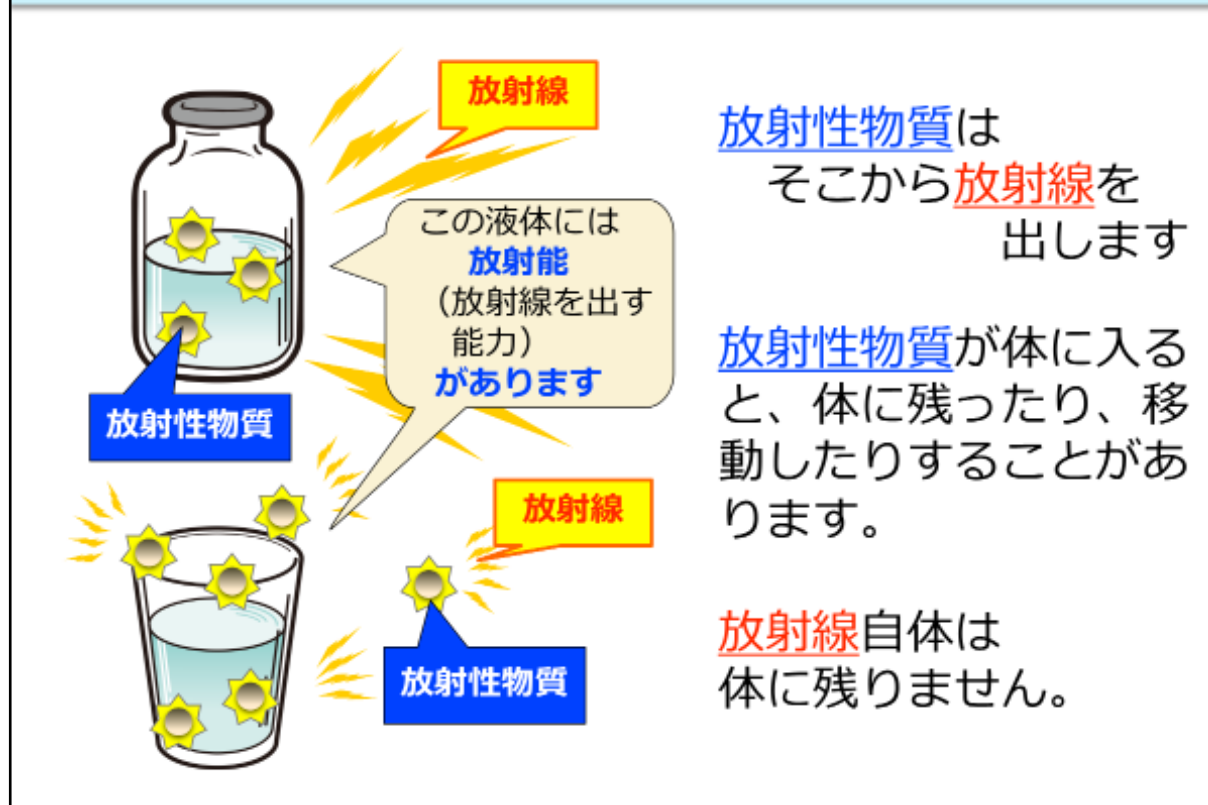 放射線
この液体には
放射能
（放射線を出す
能力）
があります
放射性物質
放射線
放射性物質
放射性物質は
そこから放射線を
出します
放射性物質が体に入る
と、体に残ったり、移
動したりすることがあ
ります。
放射線自体は
体に残りません。